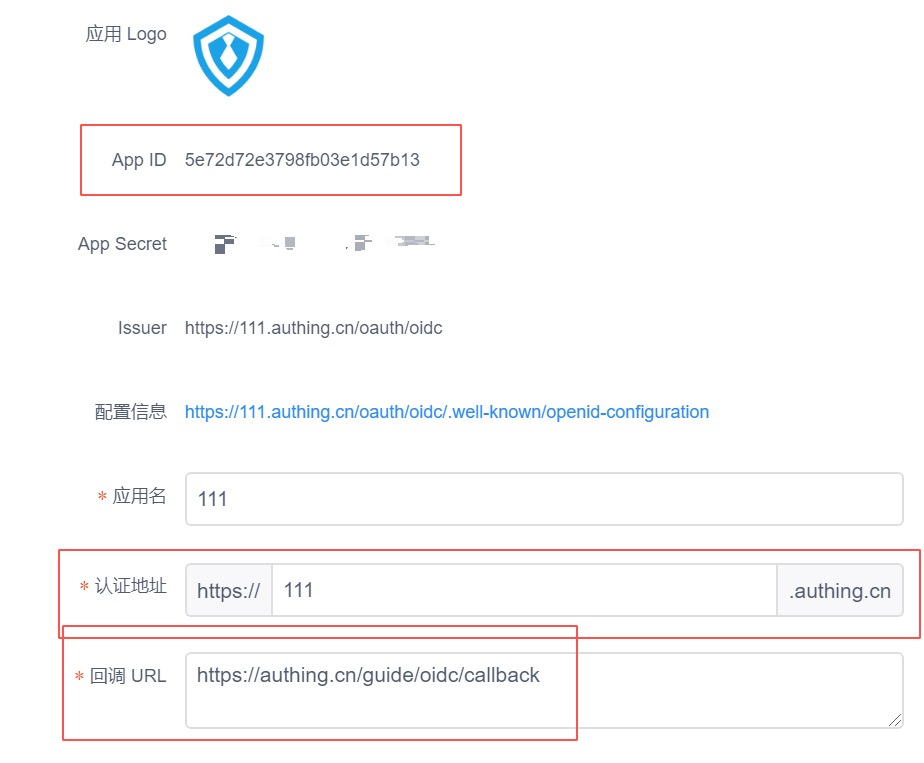 应用 Logo
App ID 5e72d72e3798fb03e1d57b13
App Secret
Issuer https://111.authing.cn/oauth/oidc
配置信息 https://111.authing.cn/oauth/oidc/.well-known/openid-configuration
* 应用名 111
* 认证地址 https:// 111 .authing.cn
* 回调 URL https://authing.cn/guide/oidc/callback